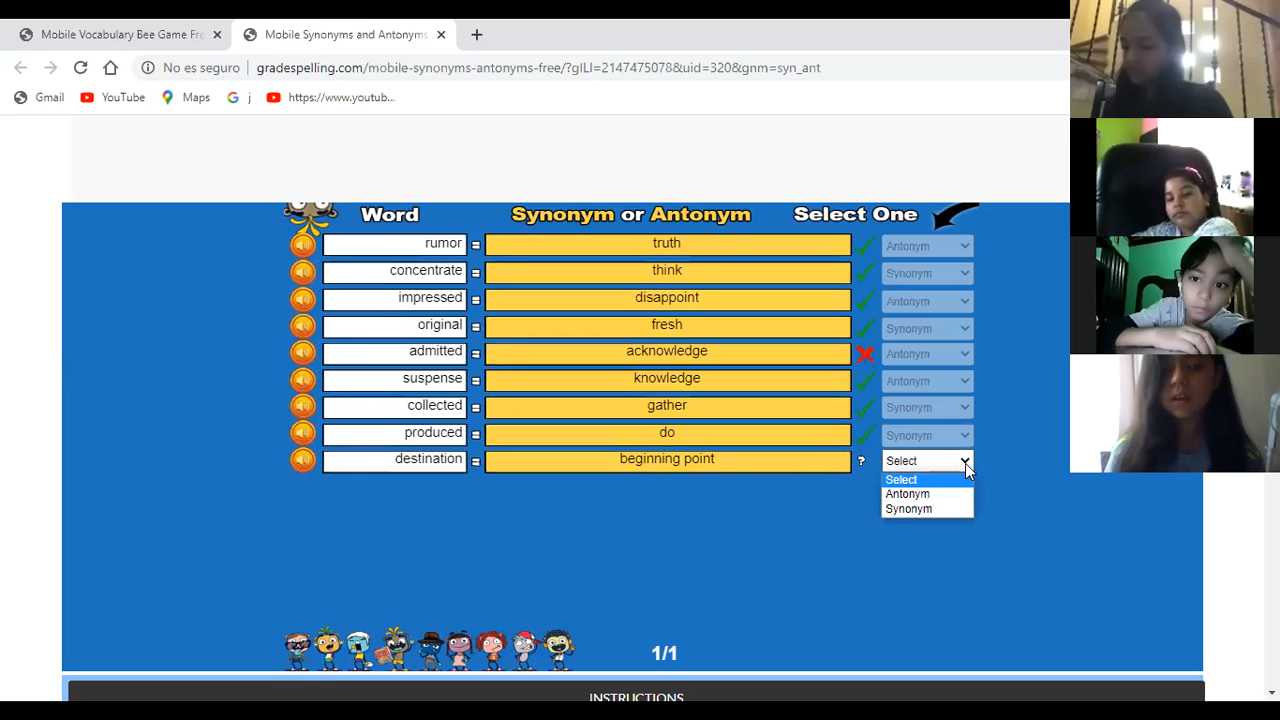 Mobile Vocabulary Bee Game Fre
Mobile Synonyms and Antonyms
No es seguro gradespelling.com/mobile-synonyms-antonyms-free/?glLI=2147475078&uid=320&gnm=syn_ant
Gmail YouTube Maps j https://www.youtub...
Word Synonym or Antonym Select One
rumor = truth Antonym
concentrate = think Synonym
impressed = disappoint Antonym
original = fresh Synonym
admitted = acknowledge Antonym
suspense = knowledge Antonym
collected = gather Synonym
produced = do Synonym
destination = beginning point ? Select
Select
Antonym
Synonym
1/1
INSTRUCTIONS